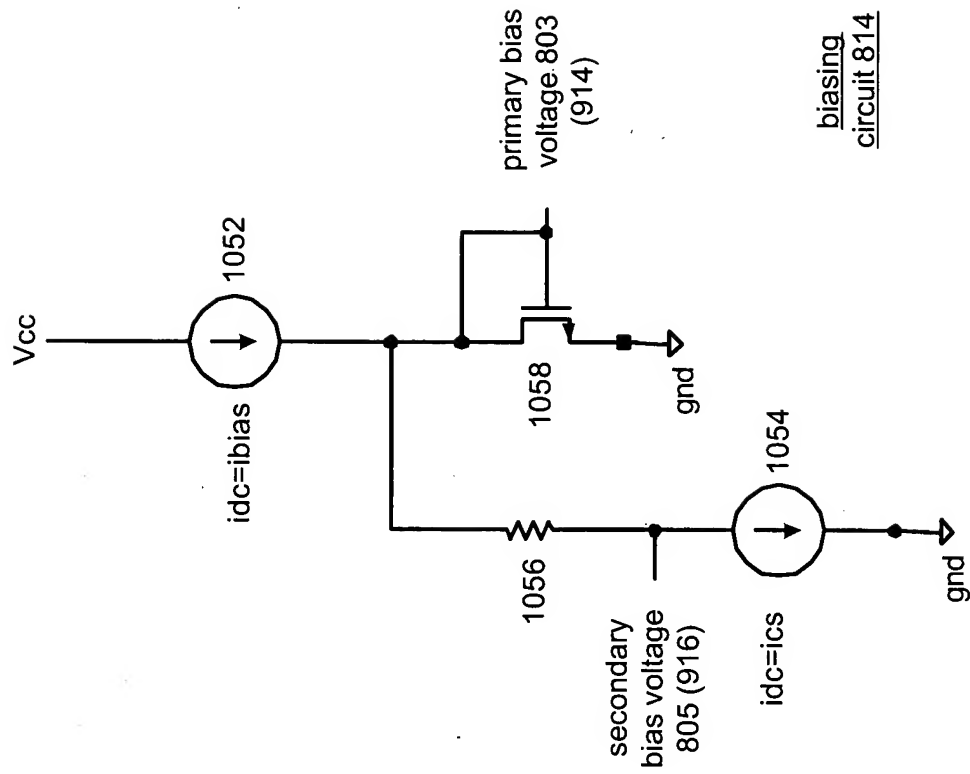 Vcc
1052
idc=ibias
primary bias
voltage 803
(914)
1058
gnd
1056
secondary
bias voltage
805 (916)
1054
idc=ics
gnd
biasing
circuit 814